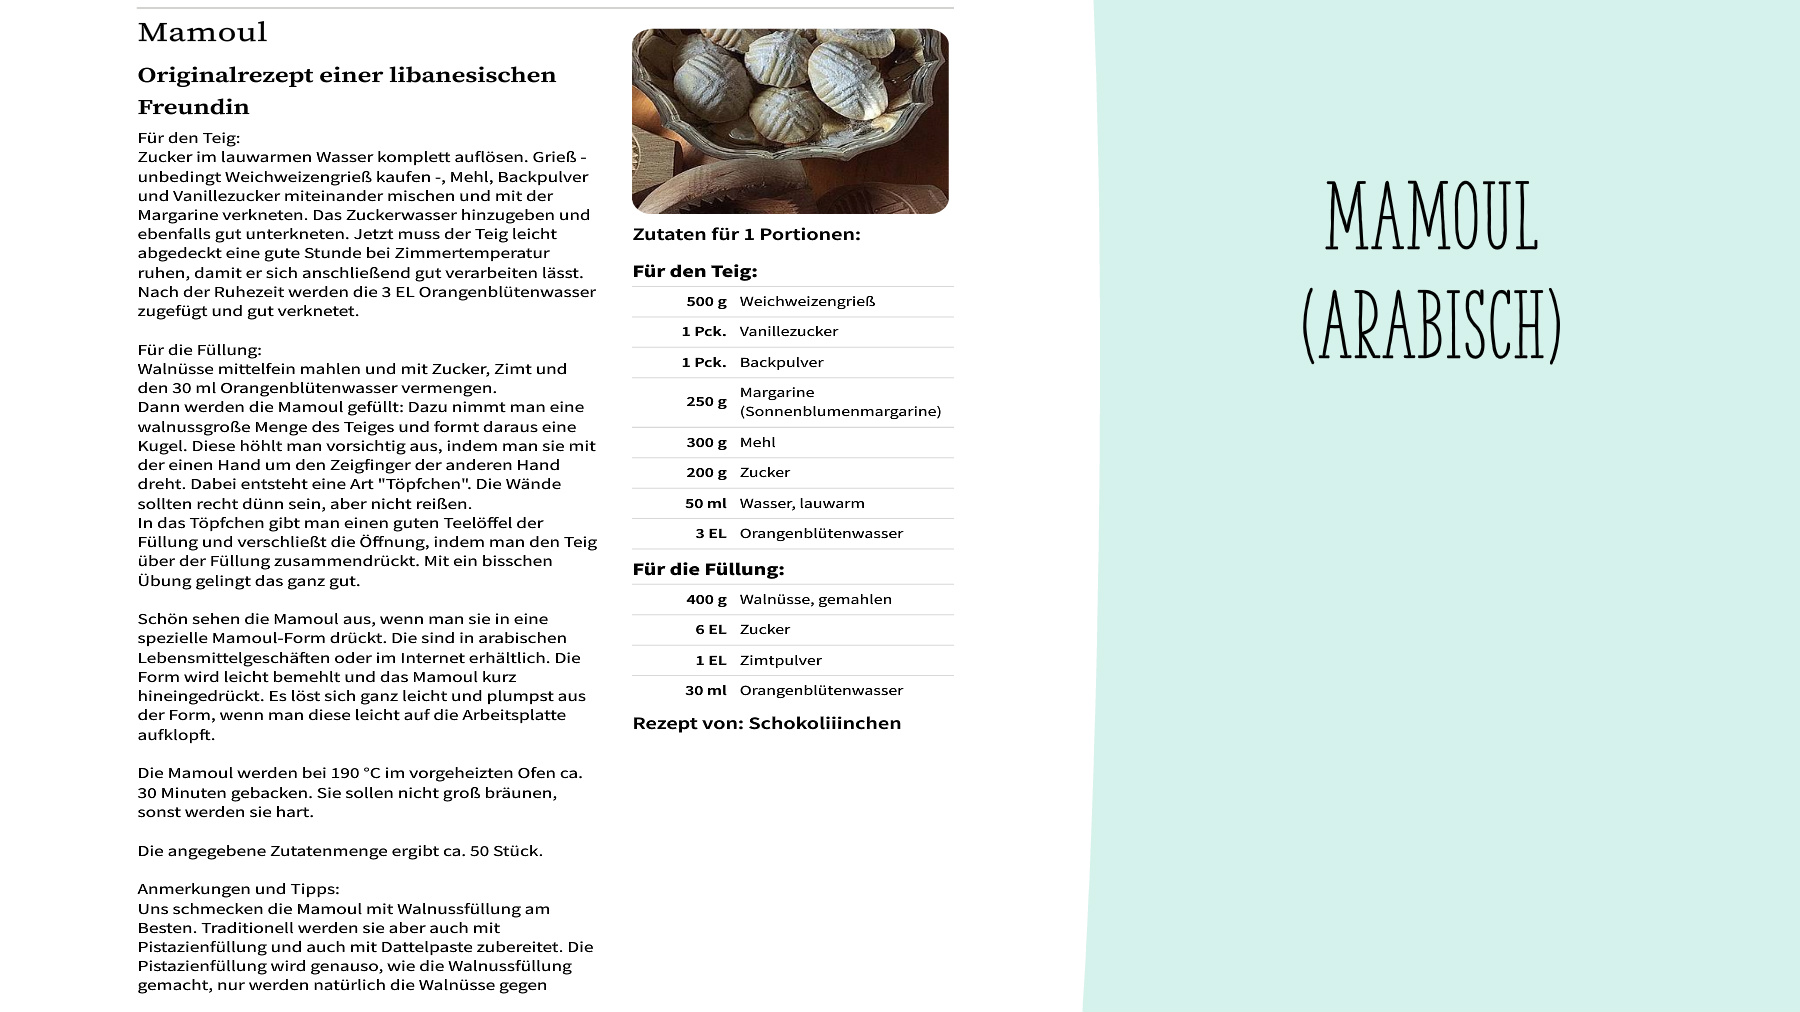 Mamoul
Originalrezept einer libanesischen
Freundin
Für den Teig:
Zucker im lauwarmen Wasser komplett auflösen. Grieß -
unbedingt Weichweizengrieß kaufen -, Mehl, Backpulver
und Vanillezucker miteinander mischen und mit der
Margarine verkneten. Das Zuckerwasser hinzugeben und
ebenfalls gut unterkneten. Jetzt muss der Teig leicht
abgedeckt eine gute Stunde bei Zimmertemperatur
ruhen, damit er sich anschließend gut verarbeiten lässt.
Nach der Ruhezeit werden die 3 EL Orangenblütenwasser
zugefügt und gut verknetet.
Für die Füllung:
Walnüsse mittelfein mahlen und mit Zucker, Zimt und
den 30 ml Orangenblütenwasser vermengen.
Dann werden die Mamoul gefüllt: Dazu nimmt man eine
walnussgroße Menge des Teiges und formt daraus eine
Kugel. Diese höhlt man vorsichtig aus, indem man sie mit
der einen Hand um den Zeigfinger der anderen Hand
dreht. Dabei entsteht eine Art "Töpfchen". Die Wände
sollten recht dünn sein, aber nicht reißen.
In das Töpfchen gibt man einen guten Teelöffel der
Füllung und verschließt die Öffnung, indem man den Teig
über der Füllung zusammendrückt. Mit ein bisschen
Übung gelingt das ganz gut.
Schön sehen die Mamoul aus, wenn man sie in eine
spezielle Mamoul-Form drückt. Die sind in arabischen
Lebensmittelgeschäften oder im Internet erhältlich. Die
Form wird leicht bemehlt und das Mamoul kurz
hineingedrückt. Es löst sich ganz leicht und plumpst aus
der Form, wenn man diese leicht auf die Arbeitsplatte
aufklopft.
Die Mamoul werden bei 190 °C im vorgeheizten Ofen ca.
30 Minuten gebacken. Sie sollen nicht groß bräunen,
sonst werden sie hart.
Die angegebene Zutatenmenge ergibt ca. 50 Stück.
Anmerkungen und Tipps:
Uns schmecken die Mamoul mit Walnussfüllung am
Besten. Traditionell werden sie aber auch mit
Pistazienfüllung und auch mit Dattelpaste zubereitet. Die
Pistazienfüllung wird genauso, wie die Walnussfüllung
gemacht, nur werden natürlich die Walnüsse gegen
Zutaten für 1 Portionen:
Für den Teig:
500 g Weichweizengrieß
1 Pck. Vanillezucker
1 Pck. Backpulver
250 g Margarine
(Sonnenblumenmargarine)
300 g Mehl
200 g Zucker
50 ml Wasser, lauwarm
3 EL Orangenblütenwasser
Für die Füllung:
400 g Walnüsse, gemahlen
6 EL Zucker
1 EL Zimtpulver
30 ml Orangenblütenwasser
Rezept von: Schokoliiinchen
MAMOUL
(ARABISCH)